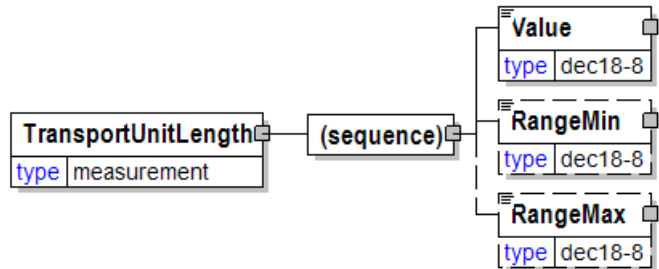 Value
type dec18-8
TransportUnitLength
type measurement
(sequence)
RangeMin
type dec18-8
RangeMax
type dec18-8